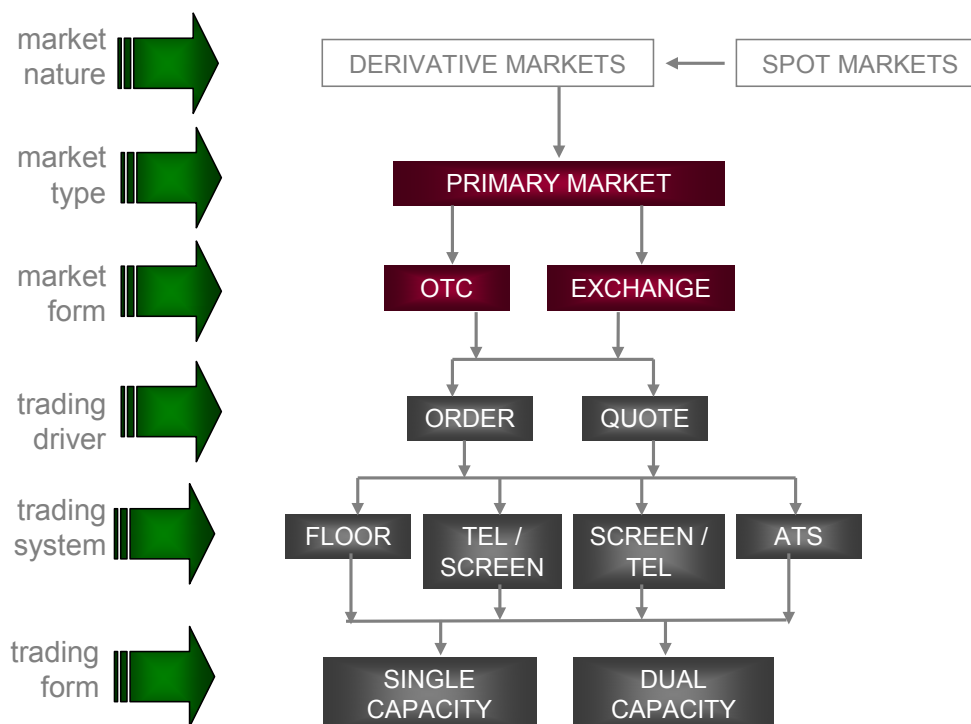 market
nature
DERIVATIVE MARKETS
SPOT MARKETS
market
type
PRIMARY MARKET
market
form
OTC
EXCHANGE
trading
driver
ORDER
QUOTE
trading
system
FLOOR
TEL /
SCREEN
SCREEN /
TEL
ATS
trading
form
SINGLE
CAPACITY
DUAL
CAPACITY